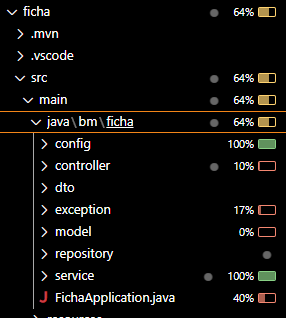 ficha 64%
.mvn
.vscode
src 64%
main 64%
java\bm\ficha 64%
config 100%
controller 10%
dto
exception 17%
model 0%
repository
service 100%
FichaApplication.java 40%